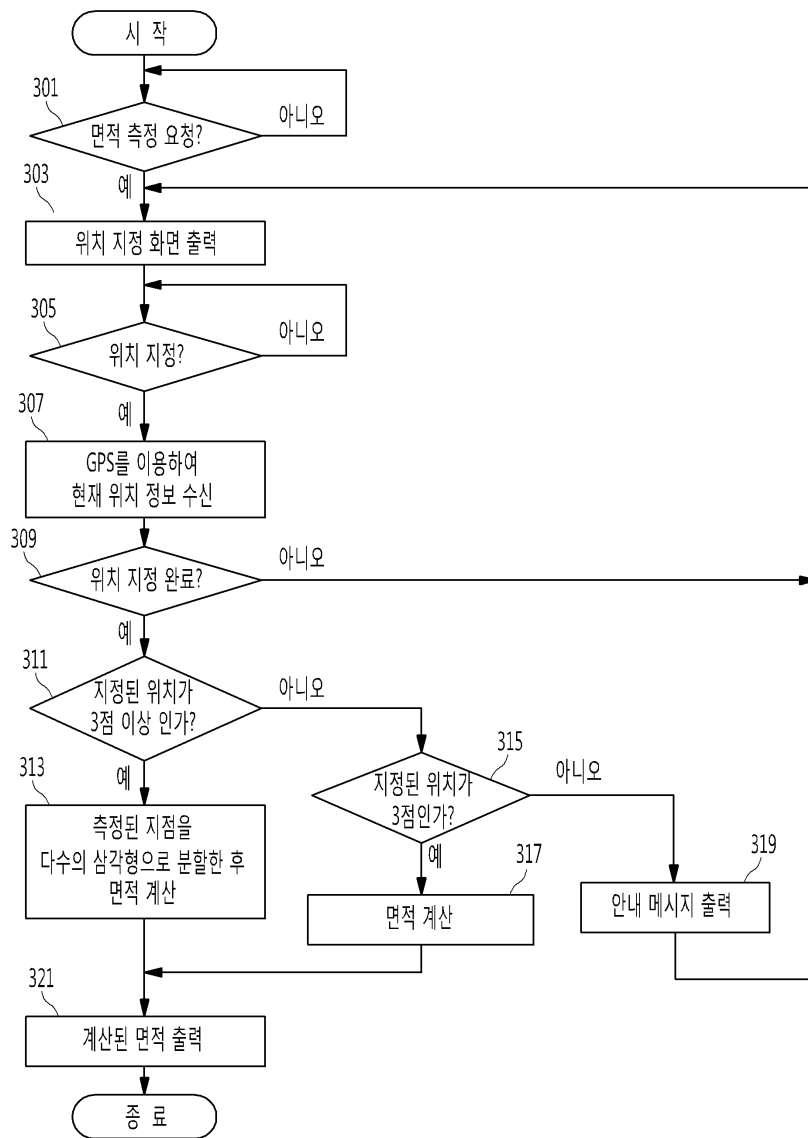 시 작
301
면적 측정 요청?
아니오
예
303
위치 지정 화면 출력
305
위치 지정?
아니오
예
307
GPS를 이용하여
현재 위치 정보 수신
309
위치 지정 완료?
아니오
예
311
지정된 위치가
3점 이상 인가?
아니오
예
313
측정된 지점을
다수의 삼각형으로 분할한 후
면적 계산
315
지정된 위치가
3점인가?
아니오
예
317
면적 계산
319
안내 메시지 출력
321
계산된 면적 출력
종 료